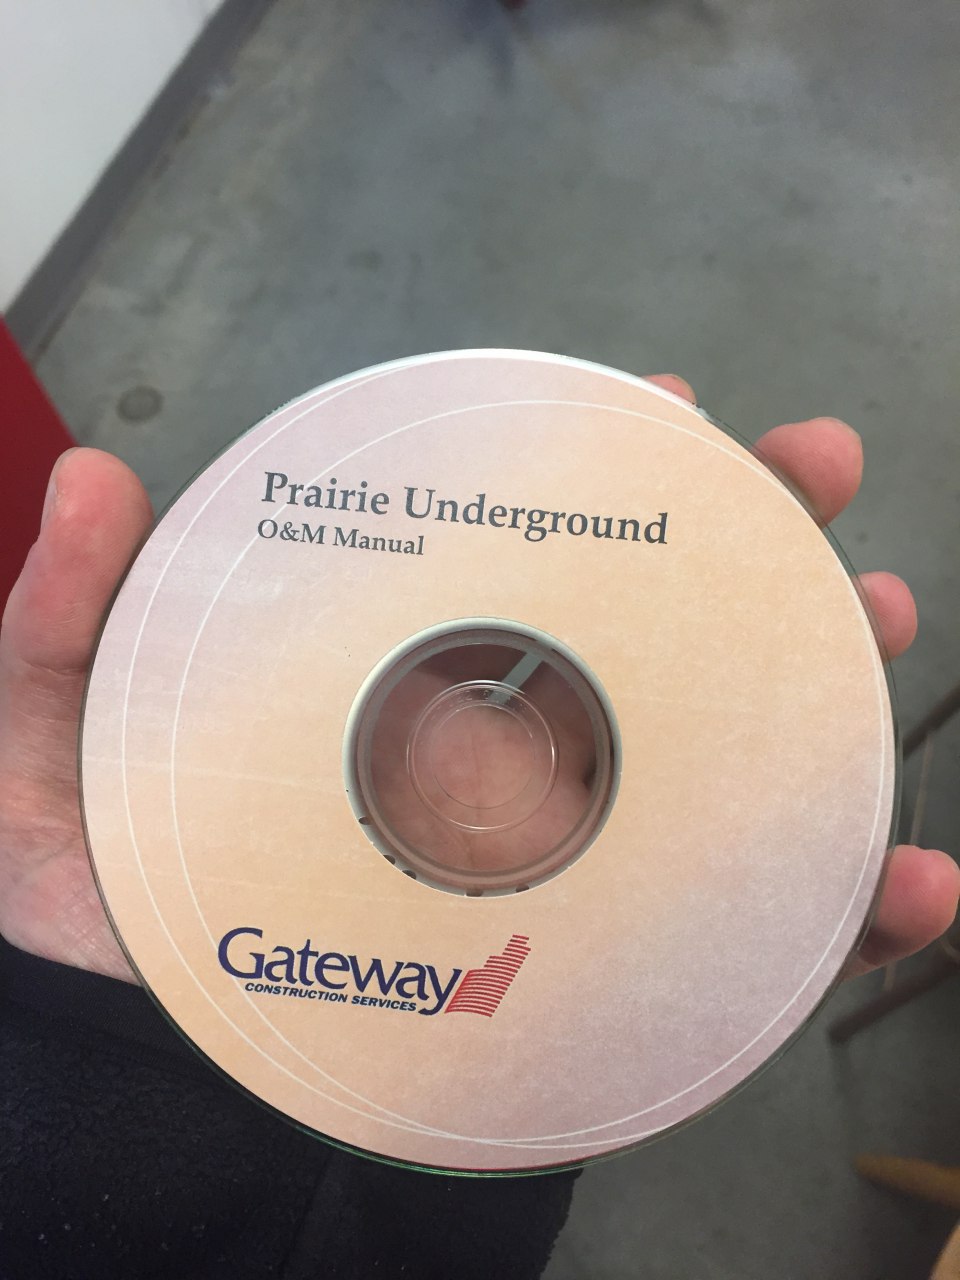 Prairie Underground
O&M Manual
Gateway
CONSTRUCTION SERVICES